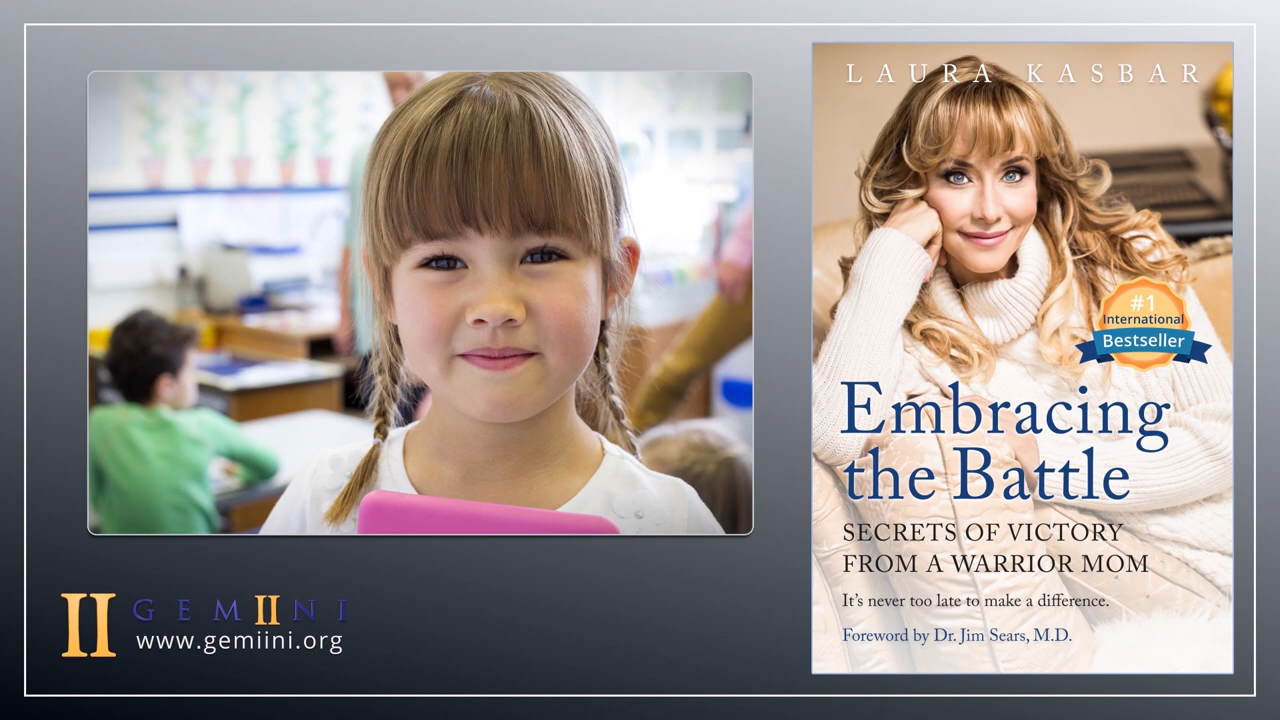 LAURA KASBAR
#1
International
Bestseller
Embracing
the Battle
SECRETS OF VICTORY
FROM A WARRIOR MOM
It's never too late to make a difference.
Foreword by Dr. Jim Sears, M.D.
II GEMIINI
www.gemiini.org